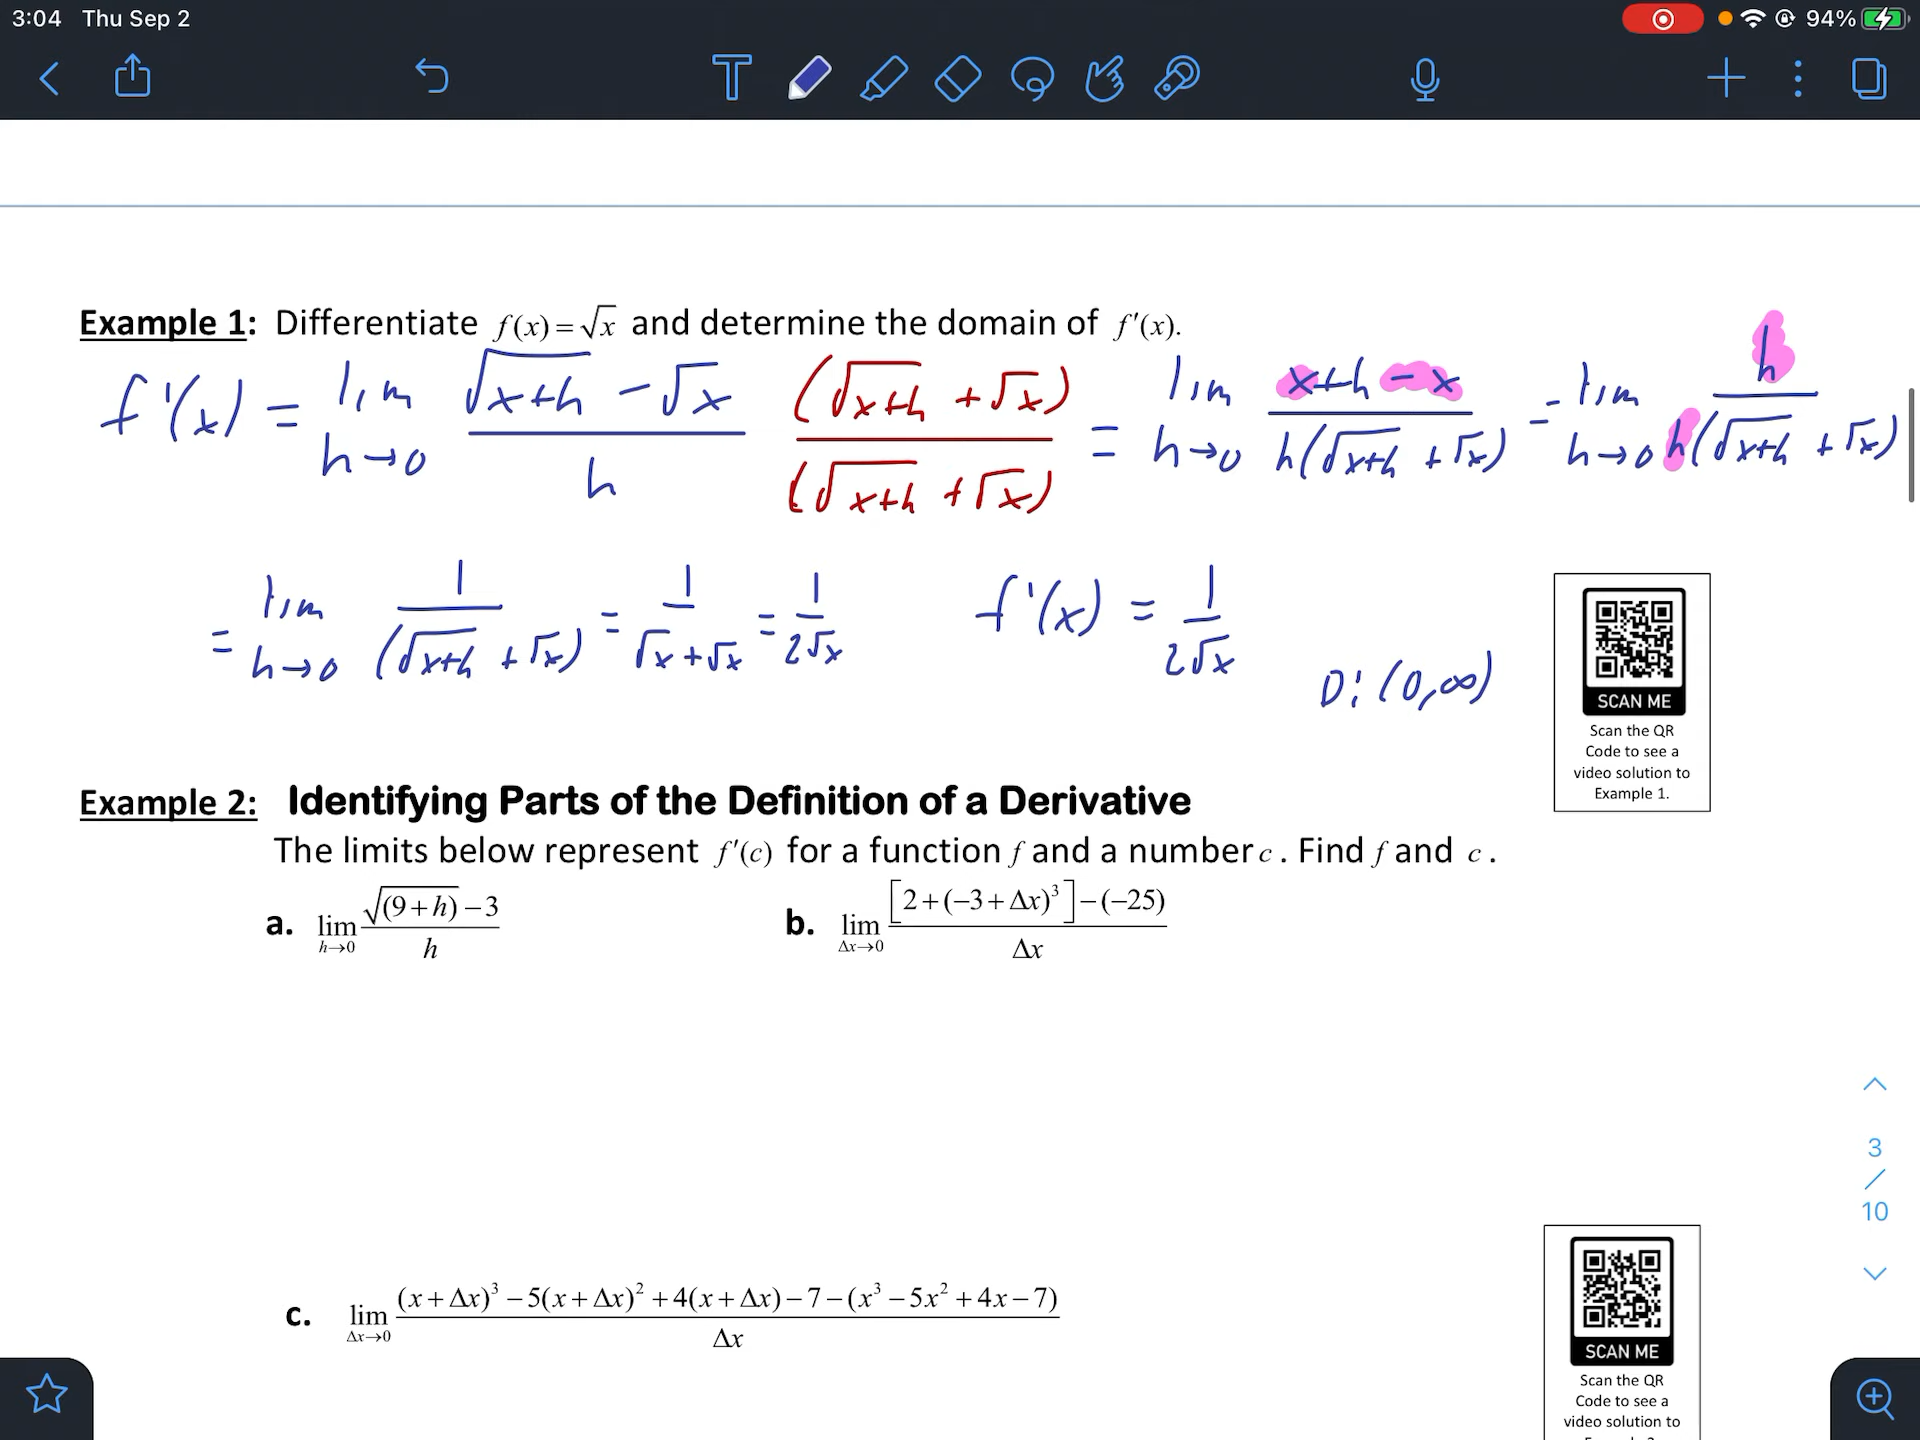 3:04 Thu Sep 2 94%
Example 1: Differentiate f(x)=√x and determine the domain of f'(x).
f'(x) = lim h→0 (√(x+h) - √x)/h (√(x+h) + √x)/(√(x+h) + √x) = lim h→0 (x+h-x)/(h(√(x+h) + √x)) = lim h→0 h/(h(√(x+h) + √x))
= lim h→0 1/(√(x+h) + √x) = 1/(√x + √x) = 1/(2√x) f'(x) = 1/(2√x)
D: (0,∞)
SCAN ME
Scan the QR
Code to see a
video solution to
Example 1.
Example 2: Identifying Parts of the Definition of a Derivative
The limits below represent f'(c) for a function f and a number c. Find f and c.
a. lim h→0 (√(9+h) - 3)/h b. lim Δx→0 ([2+(-3+Δx)³]-(-25))/Δx
3
/
10
c. lim Δx→0 ((x+Δx)³-5(x+Δx)²+4(x+Δx)-7-(x³-5x²+4x-7))/Δx
SCAN ME
Scan the QR
Code to see a
video solution to